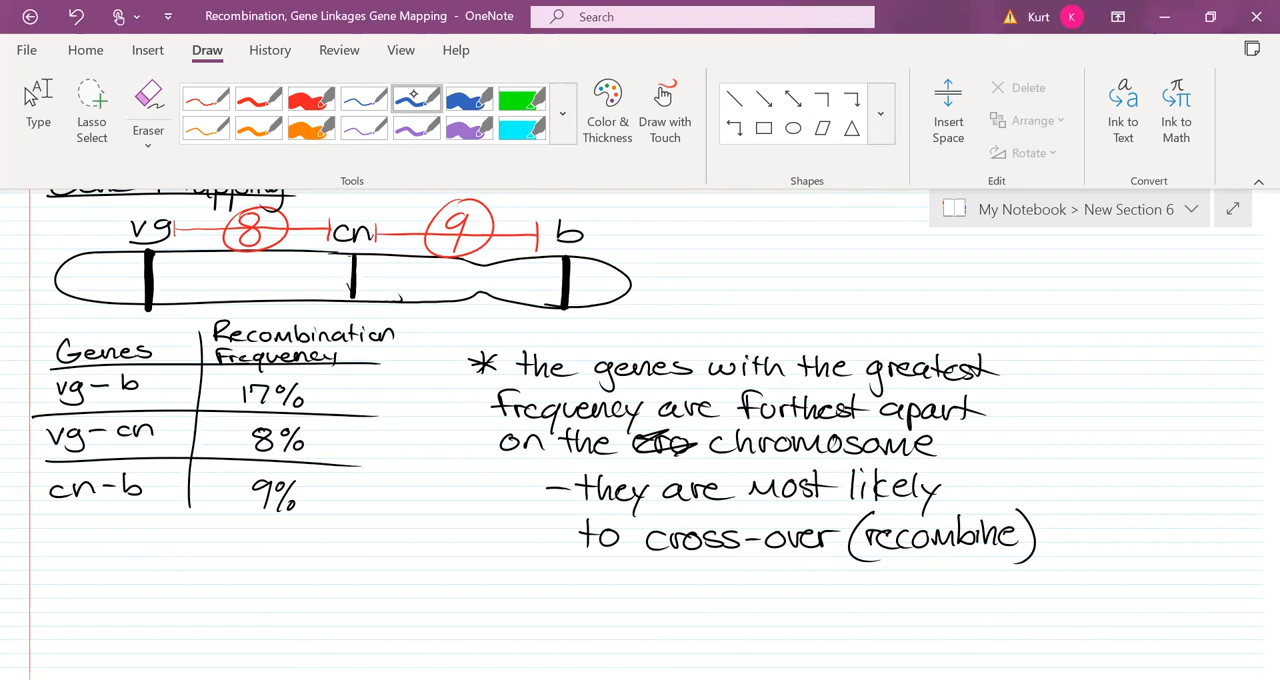 Recombination, Gene Linkages Gene Mapping - OneNote
Search
Kurt
K
File Home Insert Draw History Review View Help
Type
Lasso Select
Eraser
Color & Thickness
Draw with Touch
Insert Space
Delete
Arrange
Rotate
Ink to Text
Ink to Math
Tools
Shapes
Edit
Convert
My Notebook > New Section 6
Gene Mapping
vg 8 cn 9 b
Genes Recombination Frequency
vg - b 17%
vg - cn 8%
cn - b 9%
* the genes with the greatest
frequency are furthest apart
on the chromosome
- they are most likely
to cross-over (recombine)